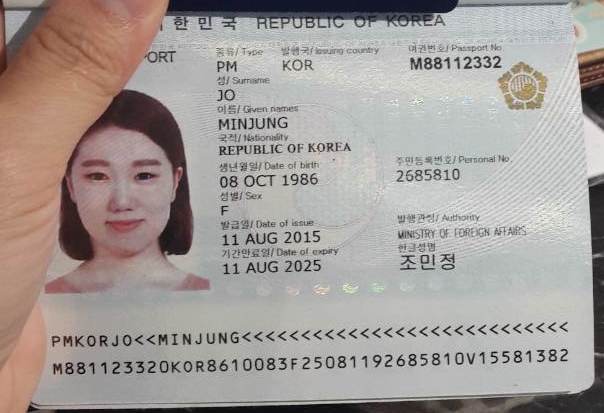 한민국 REPUBLIC OF KOREA
PORT
종류/ Type 발행국/ Issuing country 여권번호/ Passport No.
PM KOR M88112332
성/ Surname
JO
이름/ Given names
MINJUNG
국적/ Nationality
REPUBLIC OF KOREA
생년월일/ Date of birth 주민등록번호/ Personal No.
08 OCT 1986 2685810
성별/ Sex
F
발급일/ Date of issue 발행관청/ Authority
11 AUG 2015 MINISTRY OF FOREIGN AFFAIRS
기간만료일/ Date of expiry 한글성명
11 AUG 2025 조민정
PMKORJO<<MINJUNG<<<<<<<<<<<<<<<<<<<<<<<<<<<<
M881123320KOR8610083F25081192685810V15581382